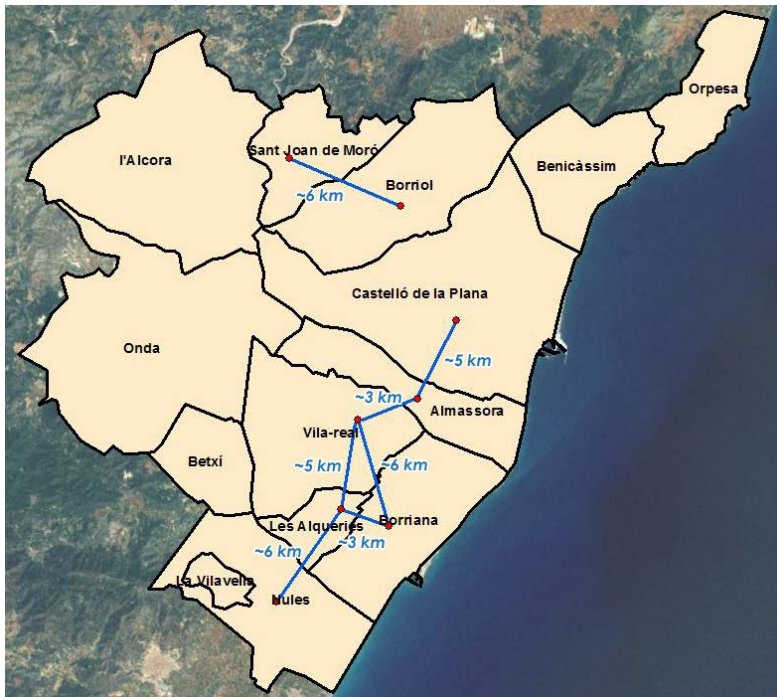 Orpesa
Sant Joan de Moró
l'Alcora
Benicàssim
Borriol
~6 km
Castelló de la Plana
Onda
~5 km
~3 km
Almassora
Vila-real
Betxí
~5 km
~6 km
Les Alqueries
Borriana
~3 km
~6 km
La Vilavella
Nules